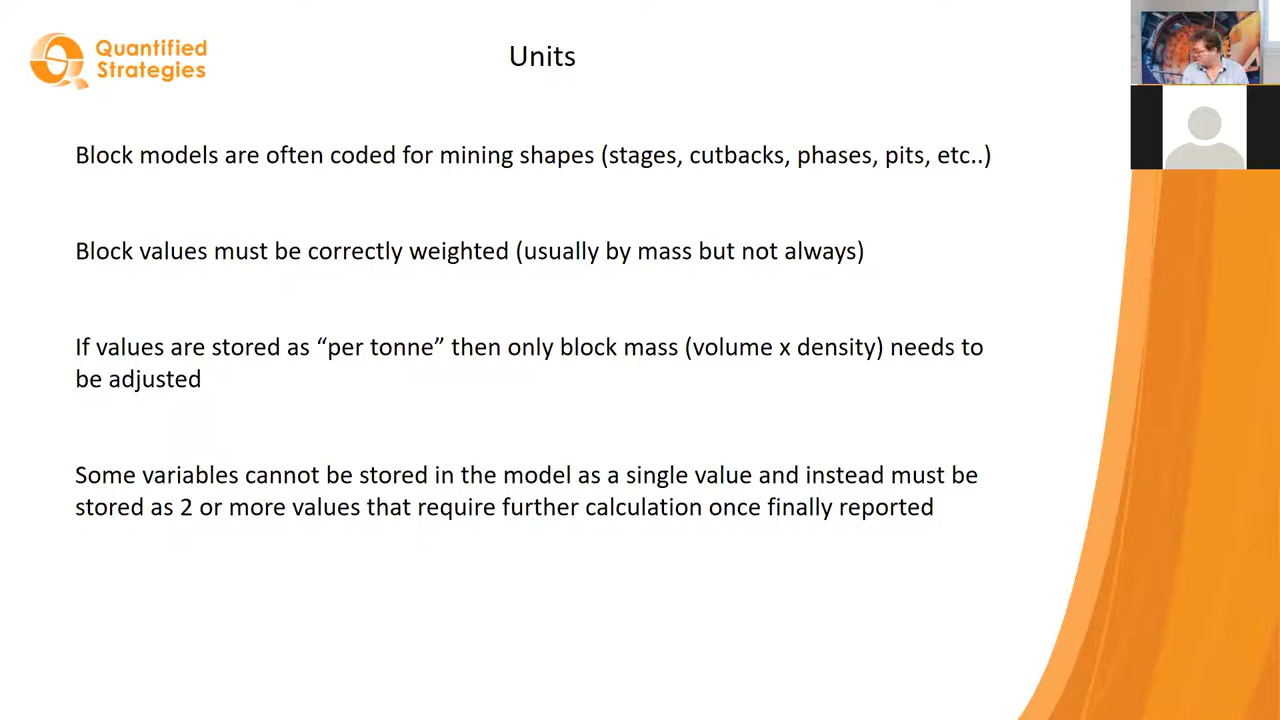 Quantified
Strategies
Units
Block models are often coded for mining shapes (stages, cutbacks, phases, pits, etc..)
Block values must be correctly weighted (usually by mass but not always)
If values are stored as “per tonne” then only block mass (volume x density) needs to
be adjusted
Some variables cannot be stored in the model as a single value and instead must be
stored as 2 or more values that require further calculation once finally reported